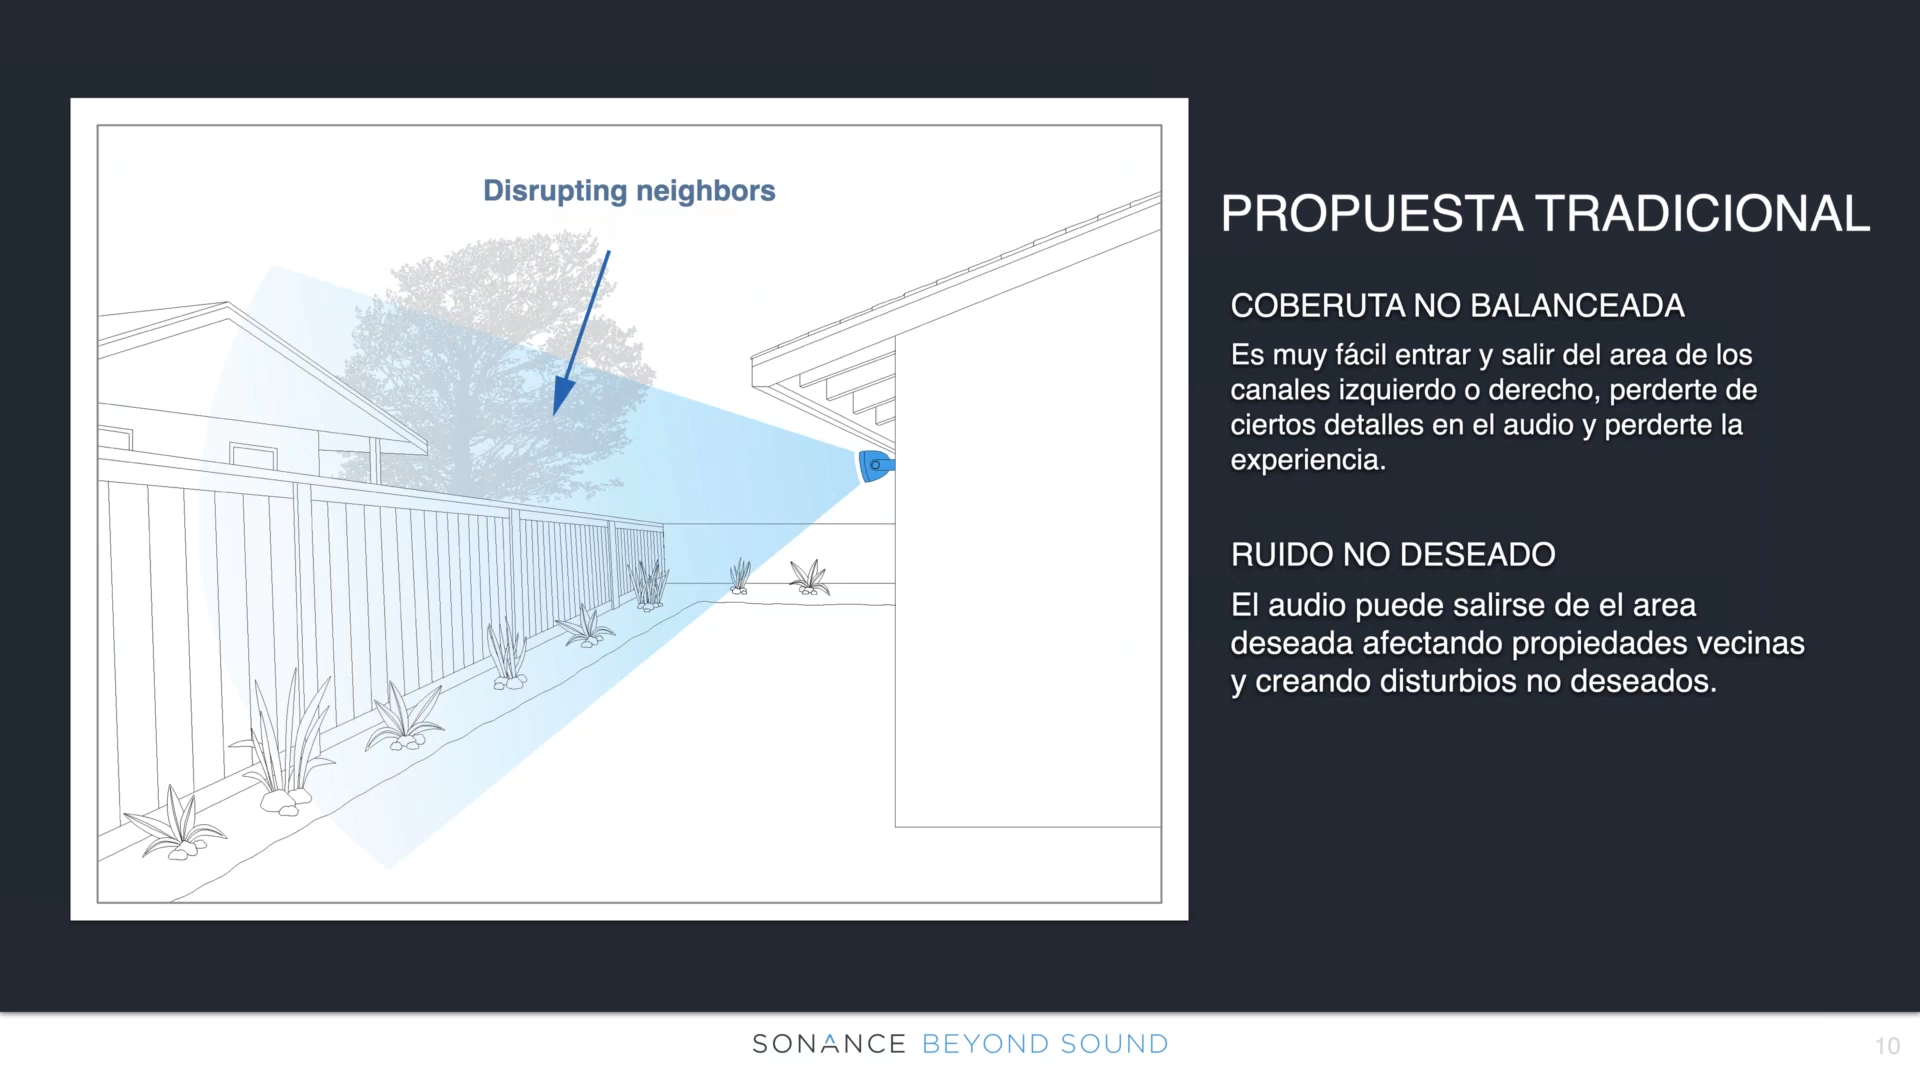 Disrupting neighbors
PROPUESTA TRADICIONAL
COBERUTA NO BALANCEADA
Es muy fácil entrar y salir del area de los
canales izquierdo o derecho, perderte de
ciertos detalles en el audio y perderte la
experiencia.
RUIDO NO DESEADO
El audio puede salirse de el area
deseada afectando propiedades vecinas
y creando disturbios no deseados.
SONANCE BEYOND SOUND
10